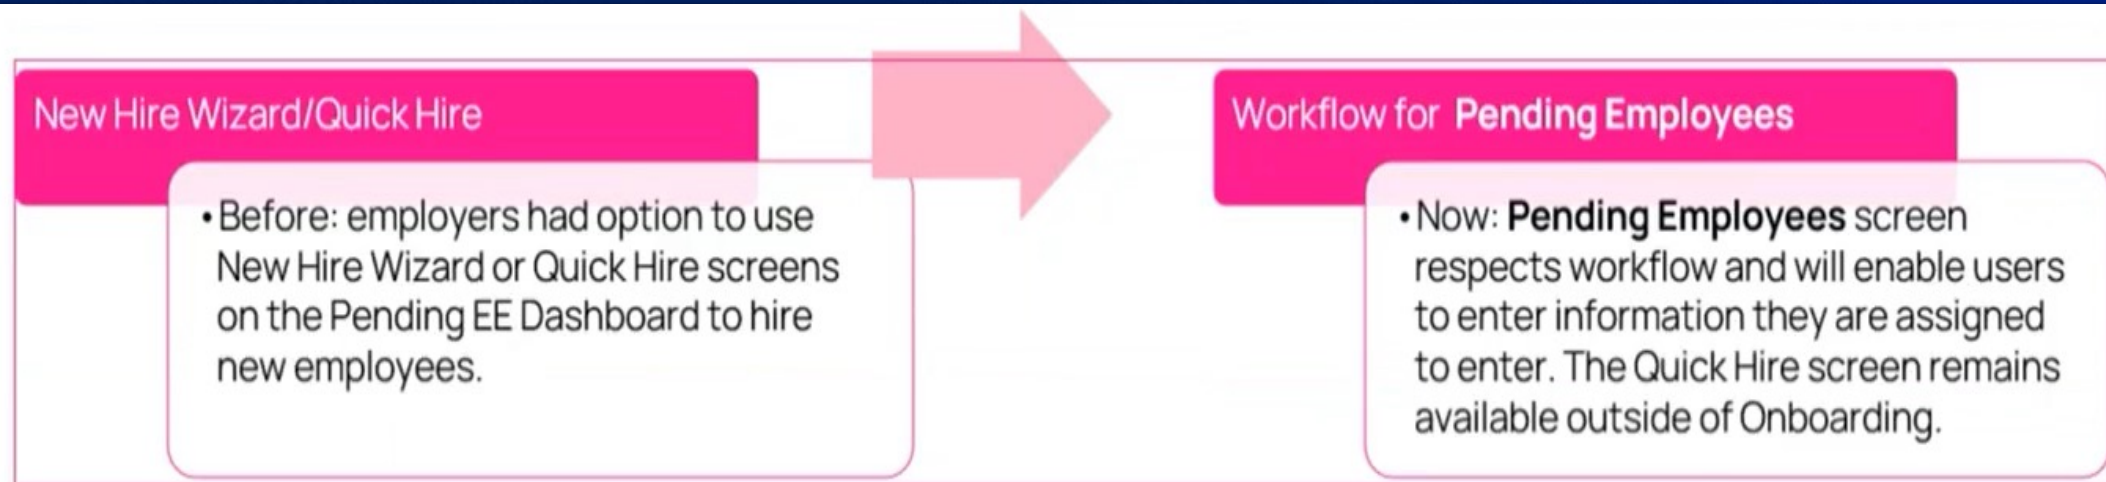 New Hire Wizard/Quick Hire
• Before: employers had option to use
New Hire Wizard or Quick Hire screens
on the Pending EE Dashboard to hire
new employees.
Workflow for Pending Employees
• Now: Pending Employees screen
respects workflow and will enable users
to enter information they are assigned
to enter. The Quick Hire screen remains
available outside of Onboarding.